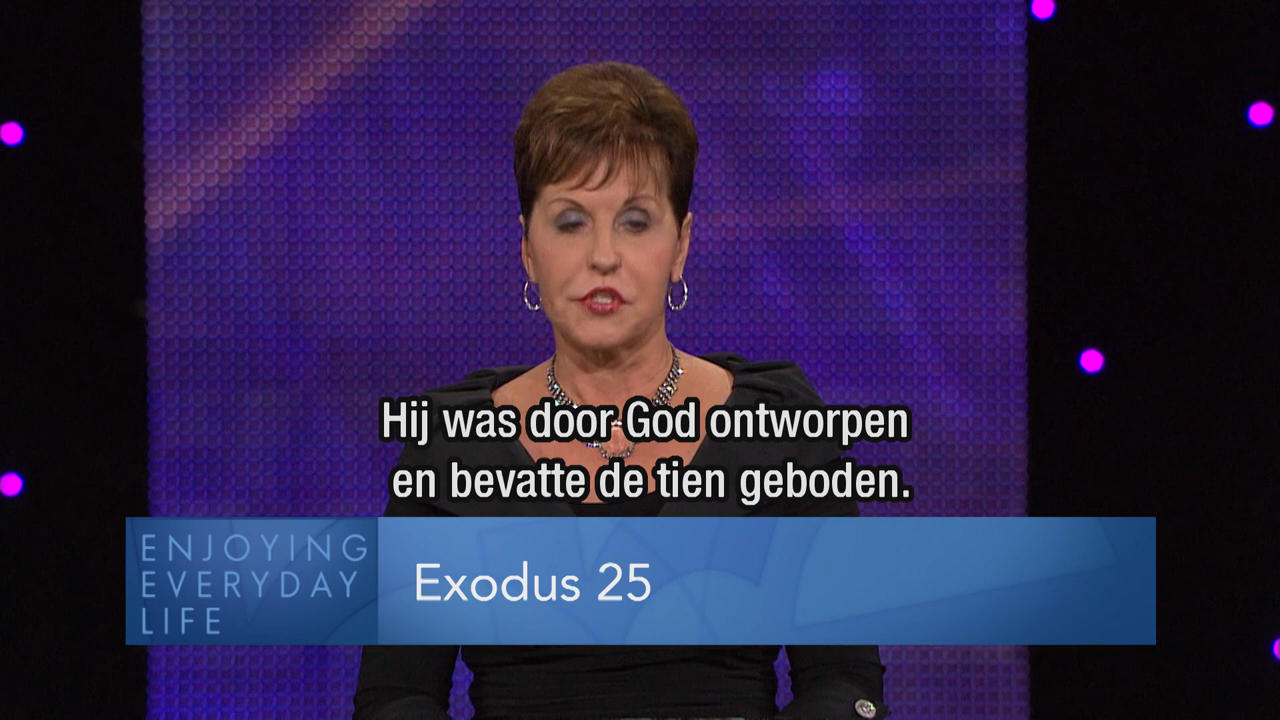 Hij was door God ontworpen
en bevatte de tien geboden.
ENJOYING
EVERYDAY
LIFE
Exodus 25